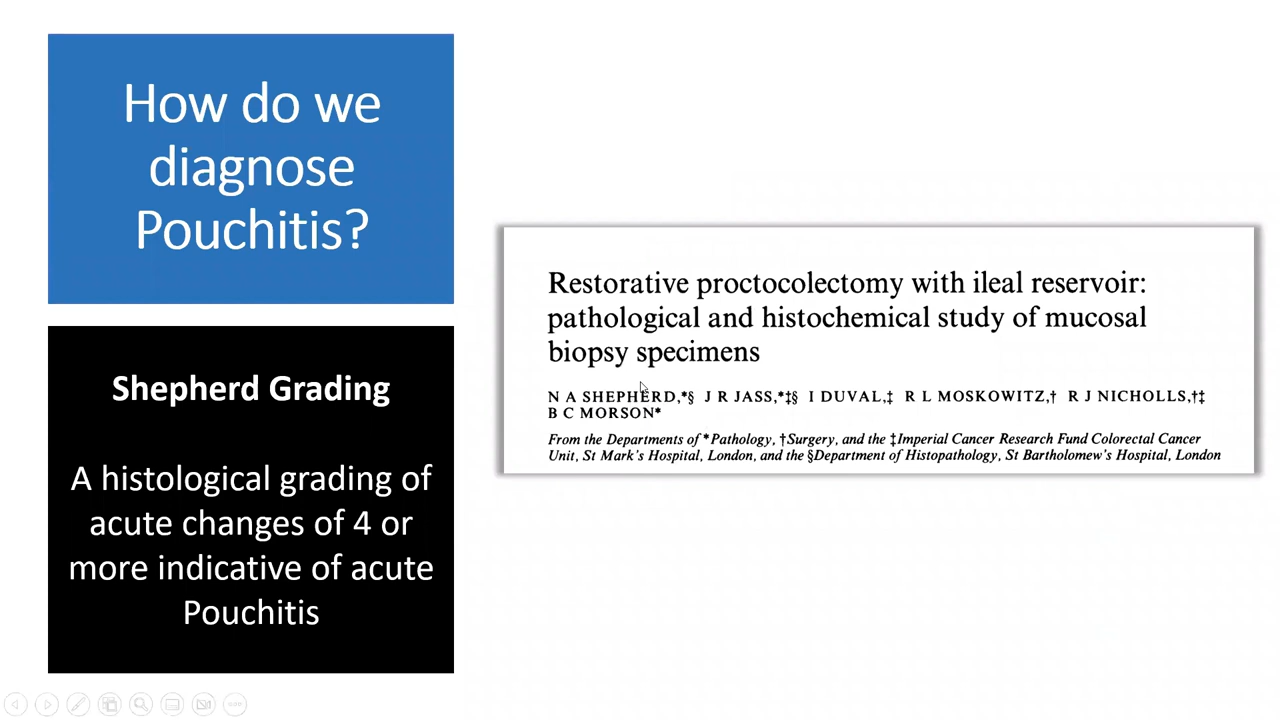 How do we
diagnose
Pouchitis?
Shepherd Grading
A histological grading of
acute changes of 4 or
more indicative of acute
Pouchitis
Restorative proctocolectomy with ileal reservoir:
pathological and histochemical study of mucosal
biopsy specimens
N A SHEPHERD,*§ J R JASS,*‡§ I DUVAL,‡ R L MOSKOWITZ,† R J NICHOLLS,†‡
B C MORSON*
From the Departments of *Pathology, †Surgery, and the ‡Imperial Cancer Research Fund Colorectal Cancer
Unit, St Mark's Hospital, London, and the §Department of Histopathology, St Bartholomew's Hospital, London